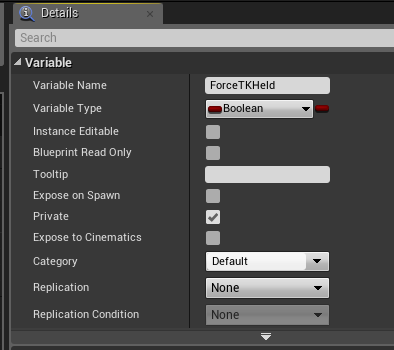 Details
Search
Variable
Variable Name ForceTKHeld
Variable Type Boolean
Instance Editable
Blueprint Read Only
Tooltip
Expose on Spawn
Private
Expose to Cinematics
Category Default
Replication None
Replication Condition None